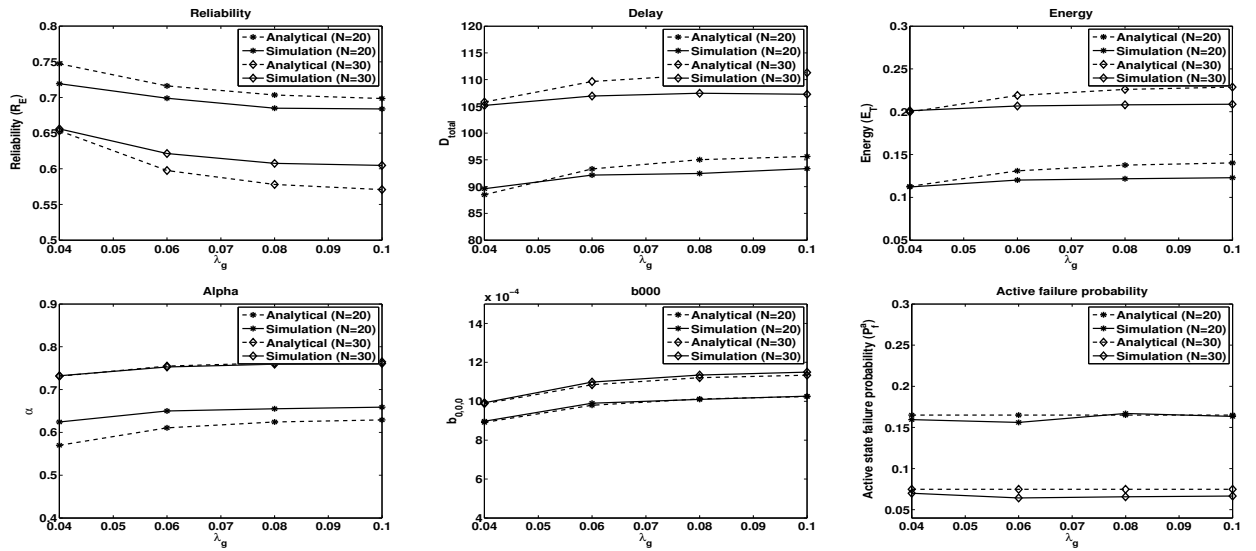 Reliability
0.8
0.75
0.7
0.65
0.6
0.55
0.5
Reliability (R_E)
0.04 0.05 0.06 0.07 0.08 0.09 0.1
λ_g
Analytical (N=20)
Simulation (N=20)
Analytical (N=30)
Simulation (N=30)
Delay
120
115
110
105
100
95
90
85
80
D_total
0.04 0.05 0.06 0.07 0.08 0.09 0.1
λ_g
Analytical (N=20)
Simulation (N=20)
Analytical (N=30)
Simulation (N=30)
Energy
0.3
0.25
0.2
0.15
0.1
0.05
Energy (E_T)
0.04 0.05 0.06 0.07 0.08 0.09 0.1
λ_g
Analytical (N=20)
Simulation (N=20)
Analytical (N=30)
Simulation (N=30)
Alpha
0.9
0.8
0.7
0.6
0.5
0.4
α
0.04 0.05 0.06 0.07 0.08 0.09 0.1
λ_g
Analytical (N=20)
Simulation (N=20)
Analytical (N=30)
Simulation (N=30)
b000
x 10⁻⁴
14
12
10
8
6
4
b_0,0,0
0.04 0.05 0.06 0.07 0.08 0.09 0.1
λ_g
Analytical (N=20)
Simulation (N=20)
Analytical (N=30)
Simulation (N=30)
Active failure probability
0.3
0.25
0.2
0.15
0.1
0.05
Active state failure probability (P_f^a)
0.04 0.05 0.06 0.07 0.08 0.09 0.1
λ_g
Analytical (N=20)
Simulation (N=20)
Analytical (N=30)
Simulation (N=30)